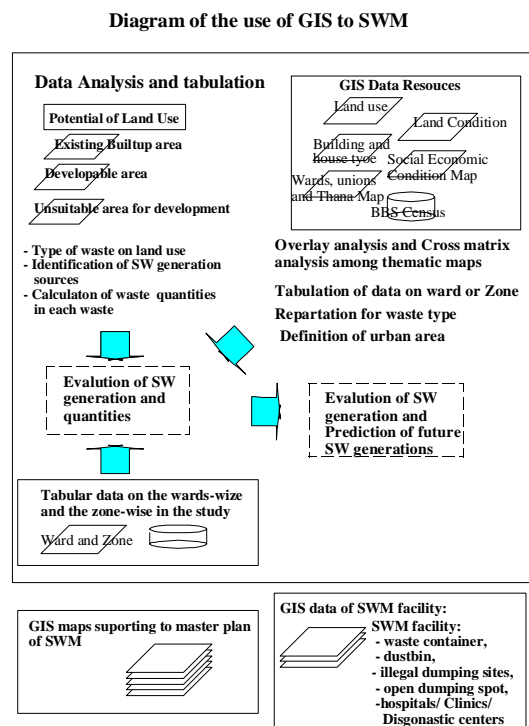 Diagram of the use of GIS to SWM
Data Analysis and tabulation
Potential of Land Use
Existing Builtup area
Developable area
Unsuitable area for development
- Type of waste on land use
- Identification of SW generation
sources
- Calculaton of waste quantities
in each waste
GIS Data Resouces
Land use
Land Condition
Building and
house tyoe
Social Economic
Condition Map
Wards, unions
and Thana Map
BBS Census
Overlay analysis and Cross matrix
analysis among thematic maps
Tabulation of data on ward or Zone
Repartation for waste type
Definition of urban area
Evalution of SW
generation and
quantities
Evalution of SW
generation and
Prediction of future
SW generations
Tabular data on the wards-wize
and the zone-wise in the study
Ward and Zone
GIS maps suporting to master plan
of SWM
GIS data of SWM facility:
SWM facility:
- waste container,
- dustbin,
- illegal dumping sites,
- open dumping spot,
-hospitals/ Clinics/
Disgonastic centers